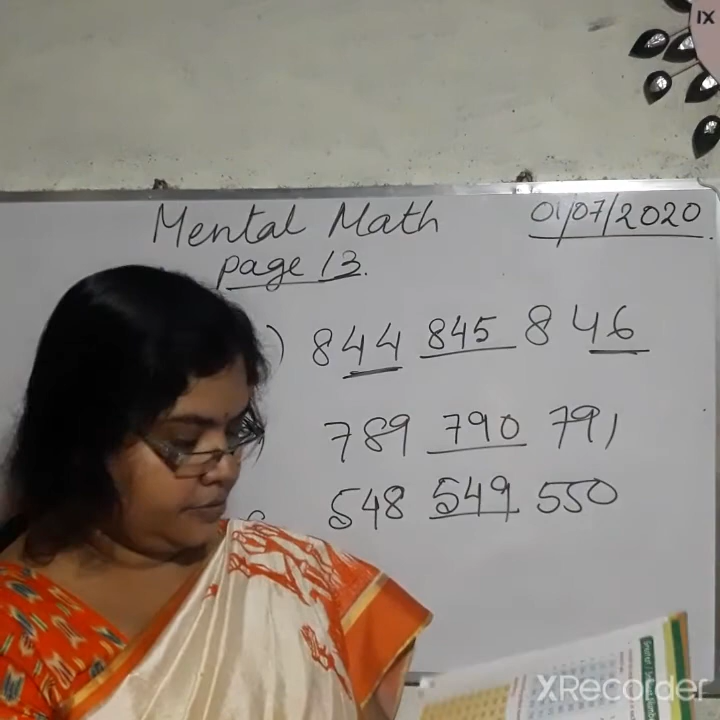 IX
Mental Math 01/07/2020
page 13.
) 844 845 846
789 790 791
548 549 550
XRecorder